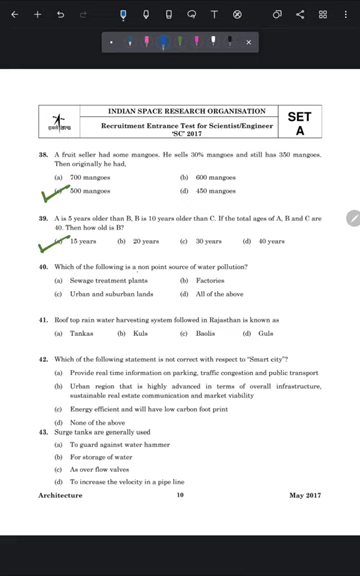 INDIAN SPACE RESEARCH ORGANISATION
Recruitment Entrance Test for Scientist/Engineer
'SC' 2017
SET
A
38. A fruit seller had some mangoes. He sells 30% mangoes and still has 350 mangoes.
Then originally he had,
(a) 700 mangoes (b) 600 mangoes
500 mangoes (d) 450 mangoes
39. A is 5 years older than B, B is 10 years older than C. If the total ages of A, B and C are
40. Then how old is B?
15 years (b) 20 years (c) 30 years (d) 40 years
40. Which of the following is a non point source of water pollution?
(a) Sewage treatment plants (b) Factories
(c) Urban and suburban lands (d) All of the above
41. Roof top rain water harvesting system followed in Rajasthan is known as
(a) Tankas (b) Kuls (c) Baolis (d) Guls
42. Which of the following statement is not correct with respect to "Smart city"?
(a) Provide real time information on parking, traffic congestion and public transport
(b) Urban region that is highly advanced in terms of overall infrastructure,
sustainable real estate communication and market viability
(c) Energy efficient and will have low carbon foot print
(d) None of the above
43. Surge tanks are generally used
(a) To guard against water hammer
(b) For storage of water
(c) As over flow valves
(d) To increase the velocity in a pipe line
Architecture 10 May 2017